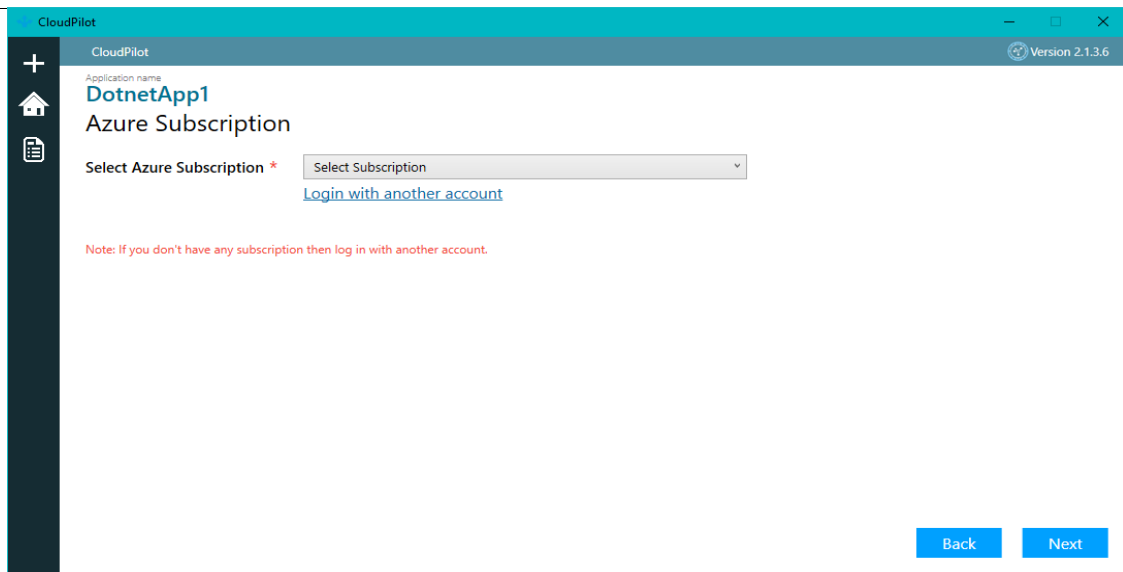 CloudPilot
CloudPilot
Version 2.1.3.6
Application name
DotnetApp1
Azure Subscription
Select Azure Subscription * Select Subscription
Login with another account
Note: If you don't have any subscription then log in with another account.
Back Next